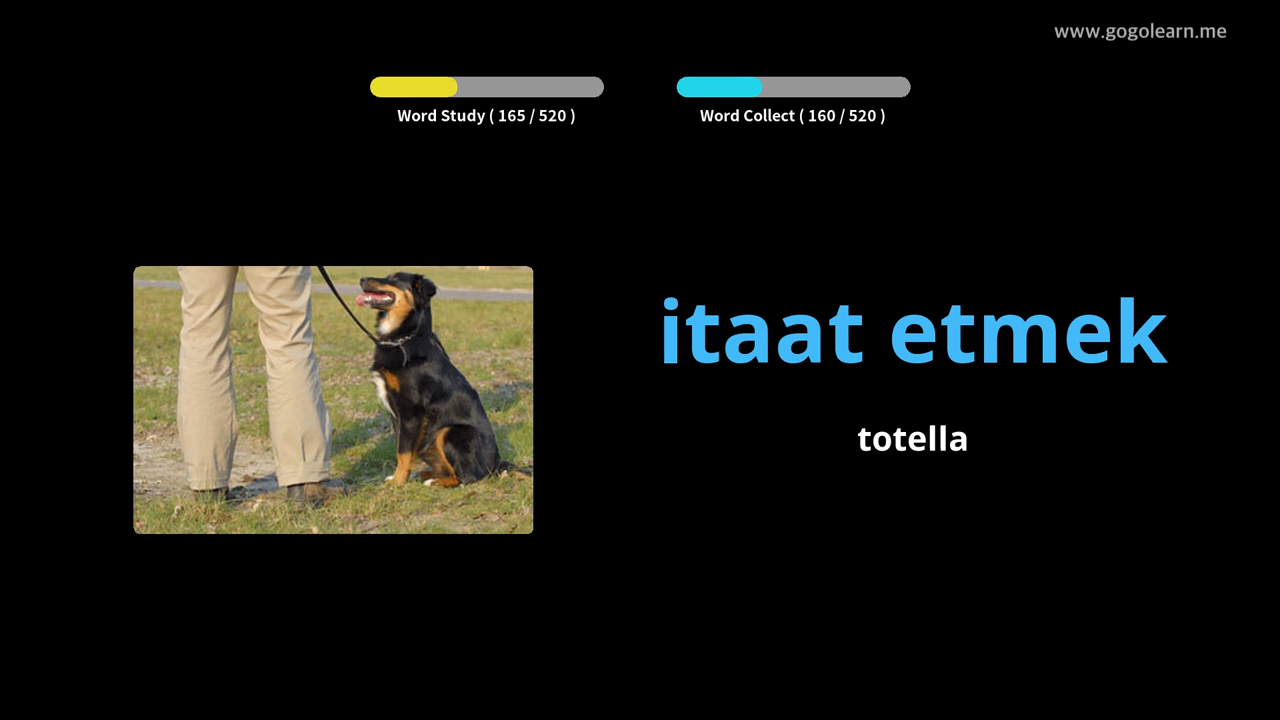 www.gogolearn.me
Word Study ( 165 / 520 )
Word Collect ( 160 / 520 )
itaat etmek
totella